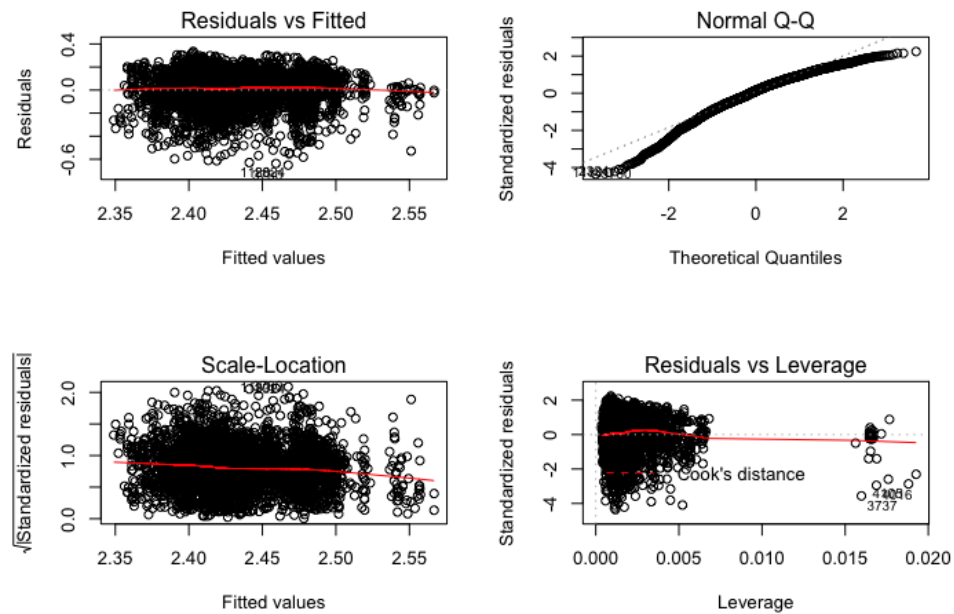 Residuals vs Fitted
Residuals
0.4
0.0
-0.6
2.35 2.40 2.45 2.50 2.55
Fitted values
Normal Q-Q
Standardized residuals
2
0
-2
-4
-2 0 2
Theoretical Quantiles
Scale-Location
√|Standardized residuals|
2.0
1.0
0.0
2.35 2.40 2.45 2.50 2.55
Fitted values
Residuals vs Leverage
Standardized residuals
2
0
-2
-4
Cook's distance
3737
0.000 0.005 0.010 0.015 0.020
Leverage